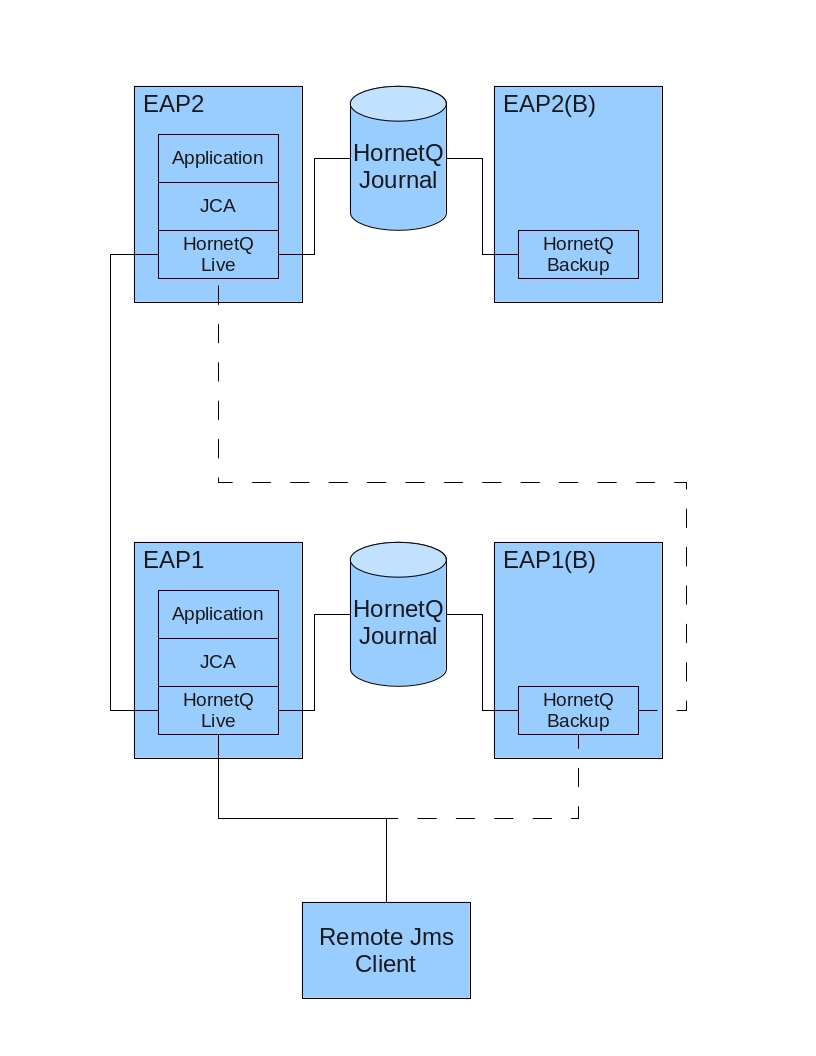 EAP2
Application
JCA
HornetQ
Live
HornetQ
Journal
EAP2(B)
HornetQ
Backup
EAP1
Application
JCA
HornetQ
Live
HornetQ
Journal
EAP1(B)
HornetQ
Backup
Remote Jms
Client